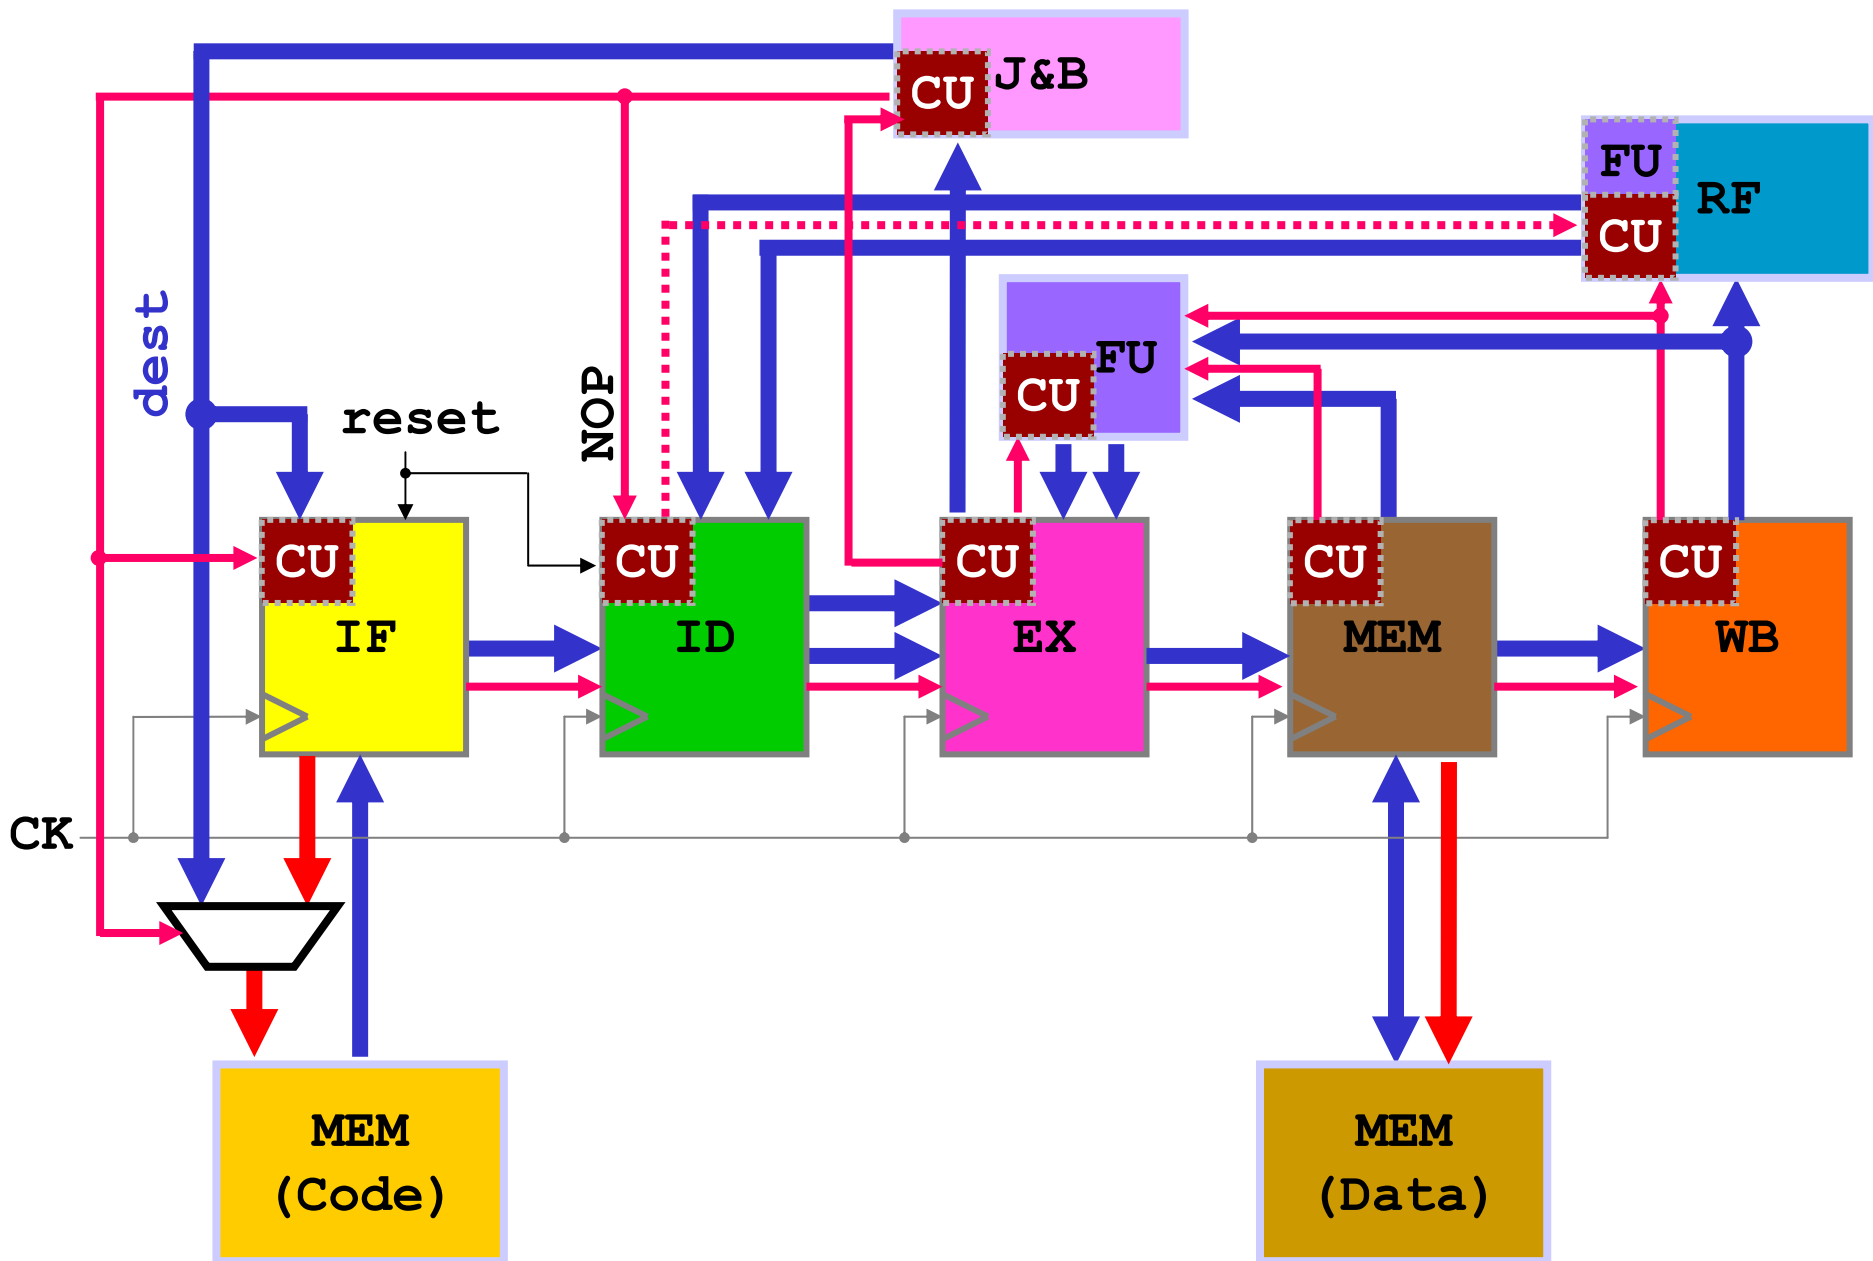 J&B
CU
FU
RF
CU
dest
reset
NOP
FU
CU
CU
CU
CU
CU
CU
IF
ID
EX
MEM
WB
CK
MEM
(Code)
MEM
(Data)